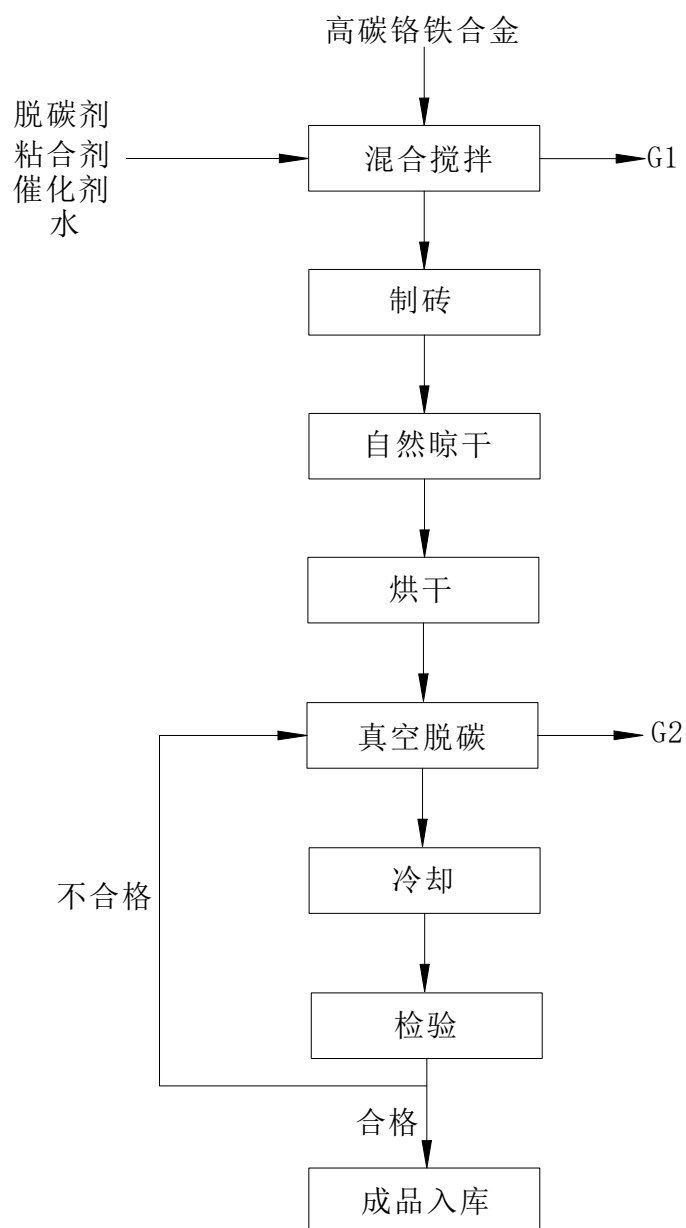 高碳铬铁合金
脱碳剂
粘合剂
催化剂
水
混合搅拌
G1
制砖
自然晾干
烘干
真空脱碳
G2
冷却
不合格
检验
合格
成品入库